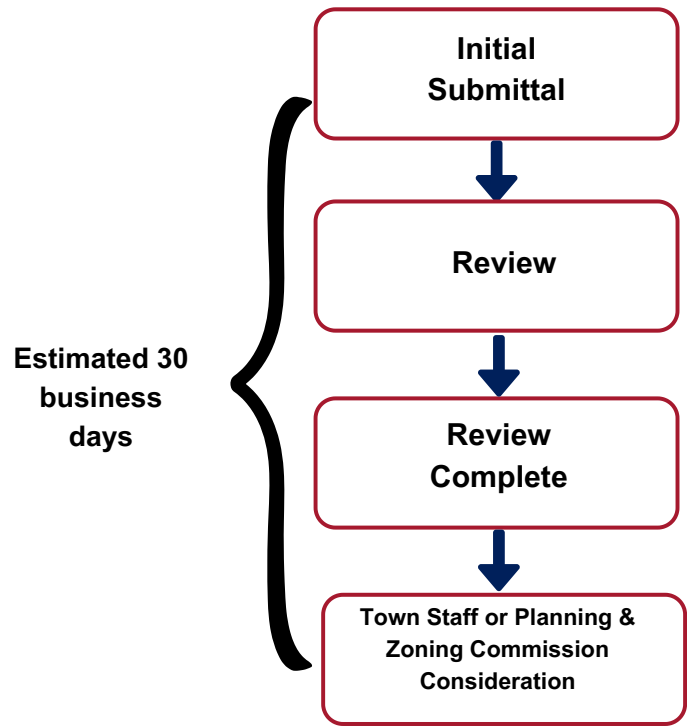 Initial
Submittal
Review
Estimated 30
business
days
Review
Complete
Town Staff or Planning &
Zoning Commission
Consideration